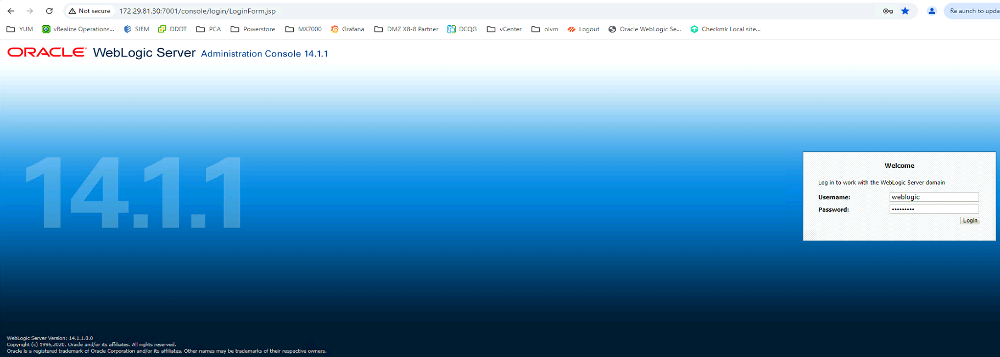 Not secure 172.29.81.30:7001/console/login/LoginForm.jsp Relaunch to upda
YUM vRealize Operations... SIEM DDDT PCA Powerstore MX7000 Grafana DMZ X8-8 Partner DCQG vCenter olvm Logout Oracle WebLogic Se... Checkmk Local site...
ORACLE WebLogic Server Administration Console 14.1.1
14.1.1
Welcome
Log in to work with the WebLogic Server domain
Username: weblogic
Password: •••••••••
Login
WebLogic Server Version: 14.1.1.0.0
Copyright (c) 1996,2020, Oracle and/or its affiliates. All rights reserved.
Oracle is a registered trademark of Oracle Corporation and/or its affiliates. Other names may be trademarks of their respective owners.